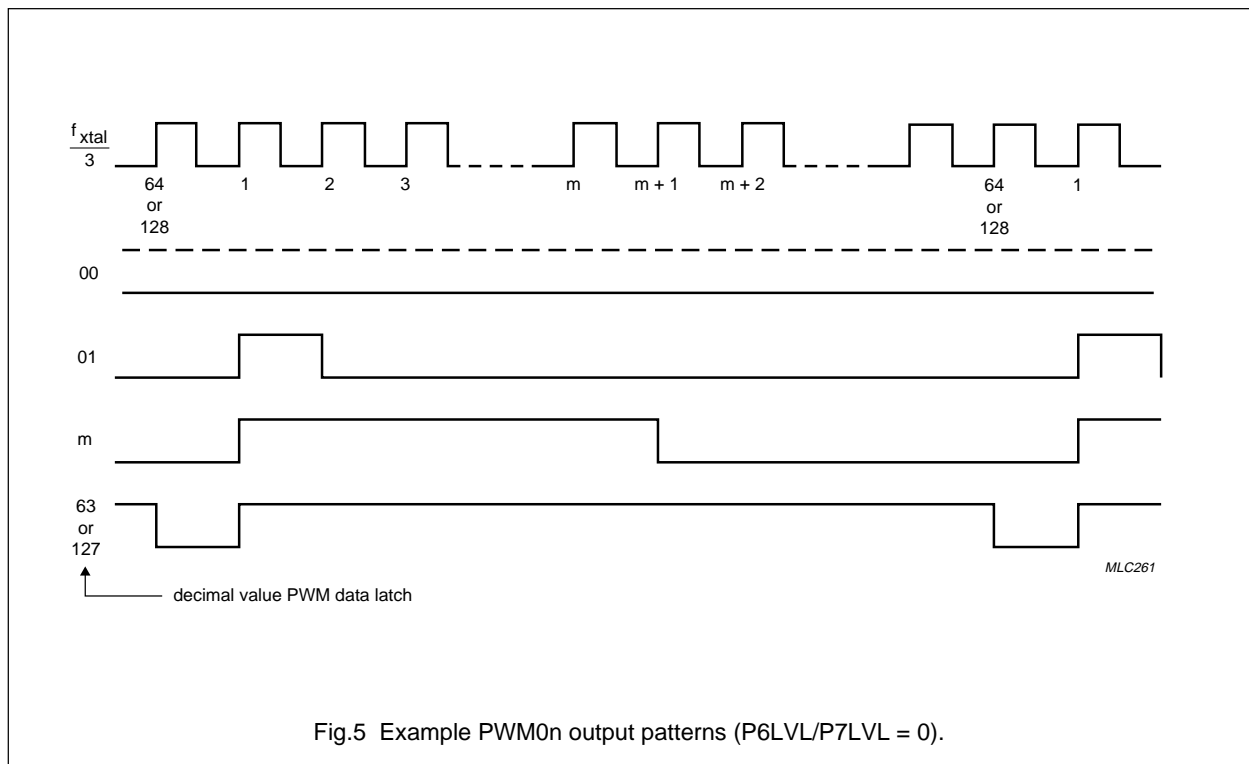 f xtal
3
64
or
128
1
2
3
m
m + 1
m + 2
64
or
128
1
00
01
m
63
or
127
MLC261
decimal value PWM data latch
Fig.5 Example PWM0n output patterns (P6LVL/P7LVL = 0).